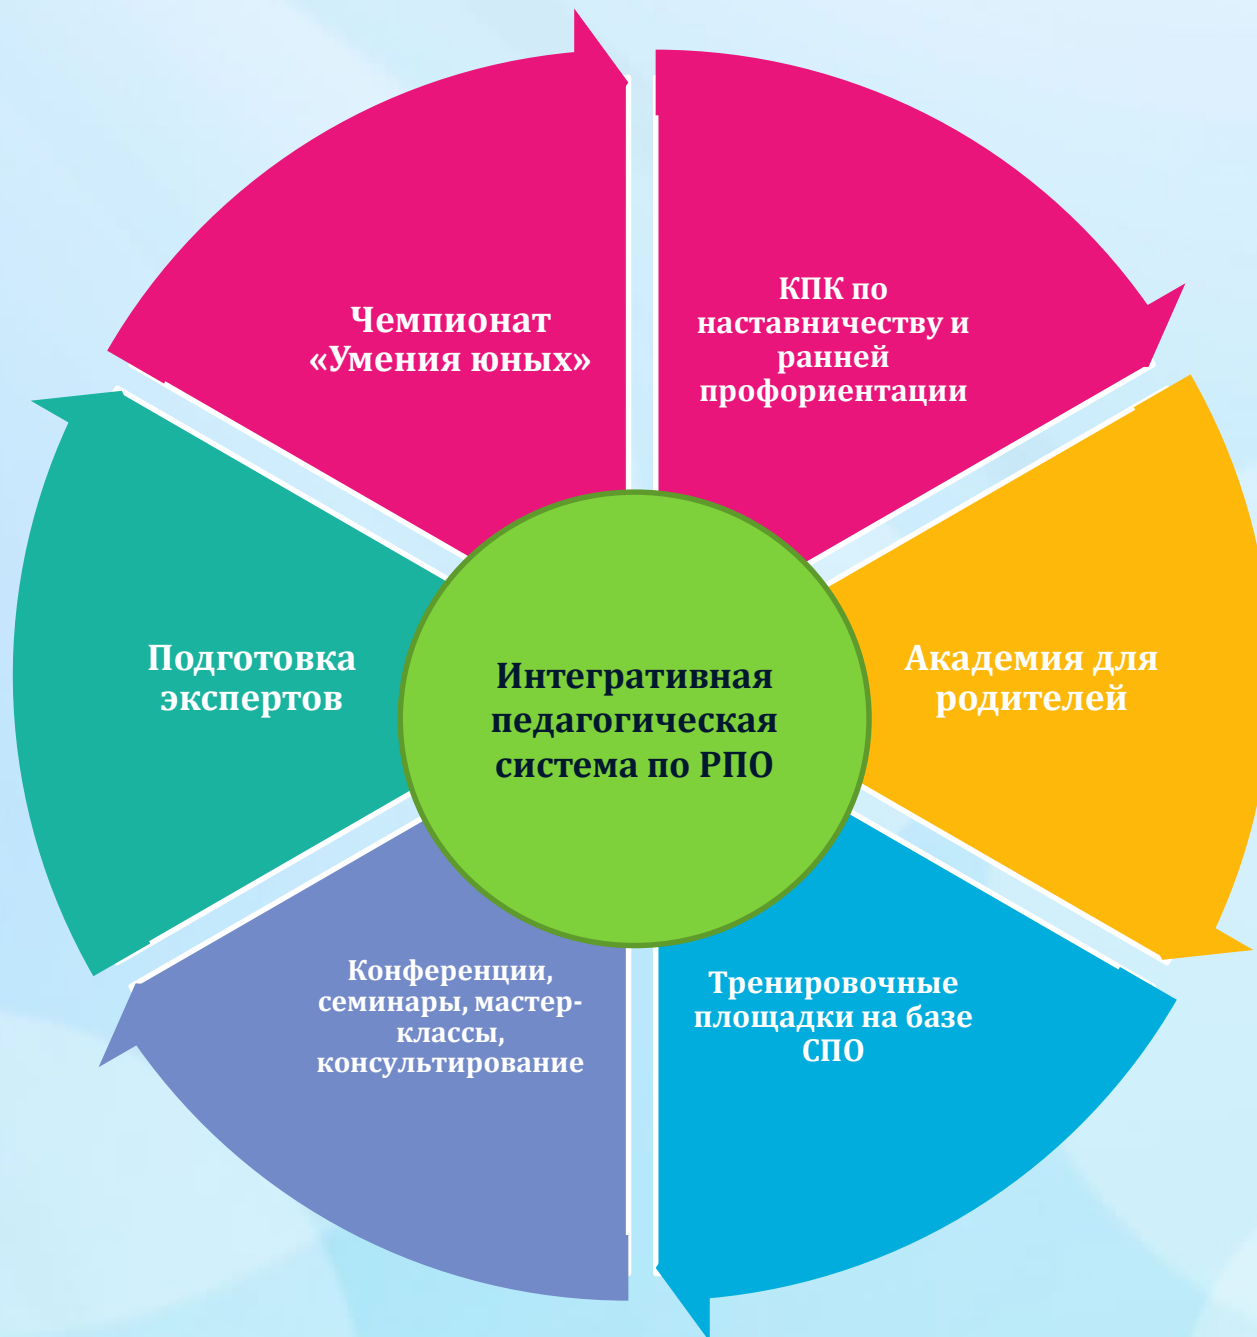 Чемпионат
«Умения юных»
КПК по
наставничеству и
ранней
профориентации
Академия для
родителей
Тренировочные
площадки на базе
СПО
Конференции,
семинары, мастер-
классы,
консультирование
Подготовка
экспертов
Интегративная
педагогическая
система по РПО